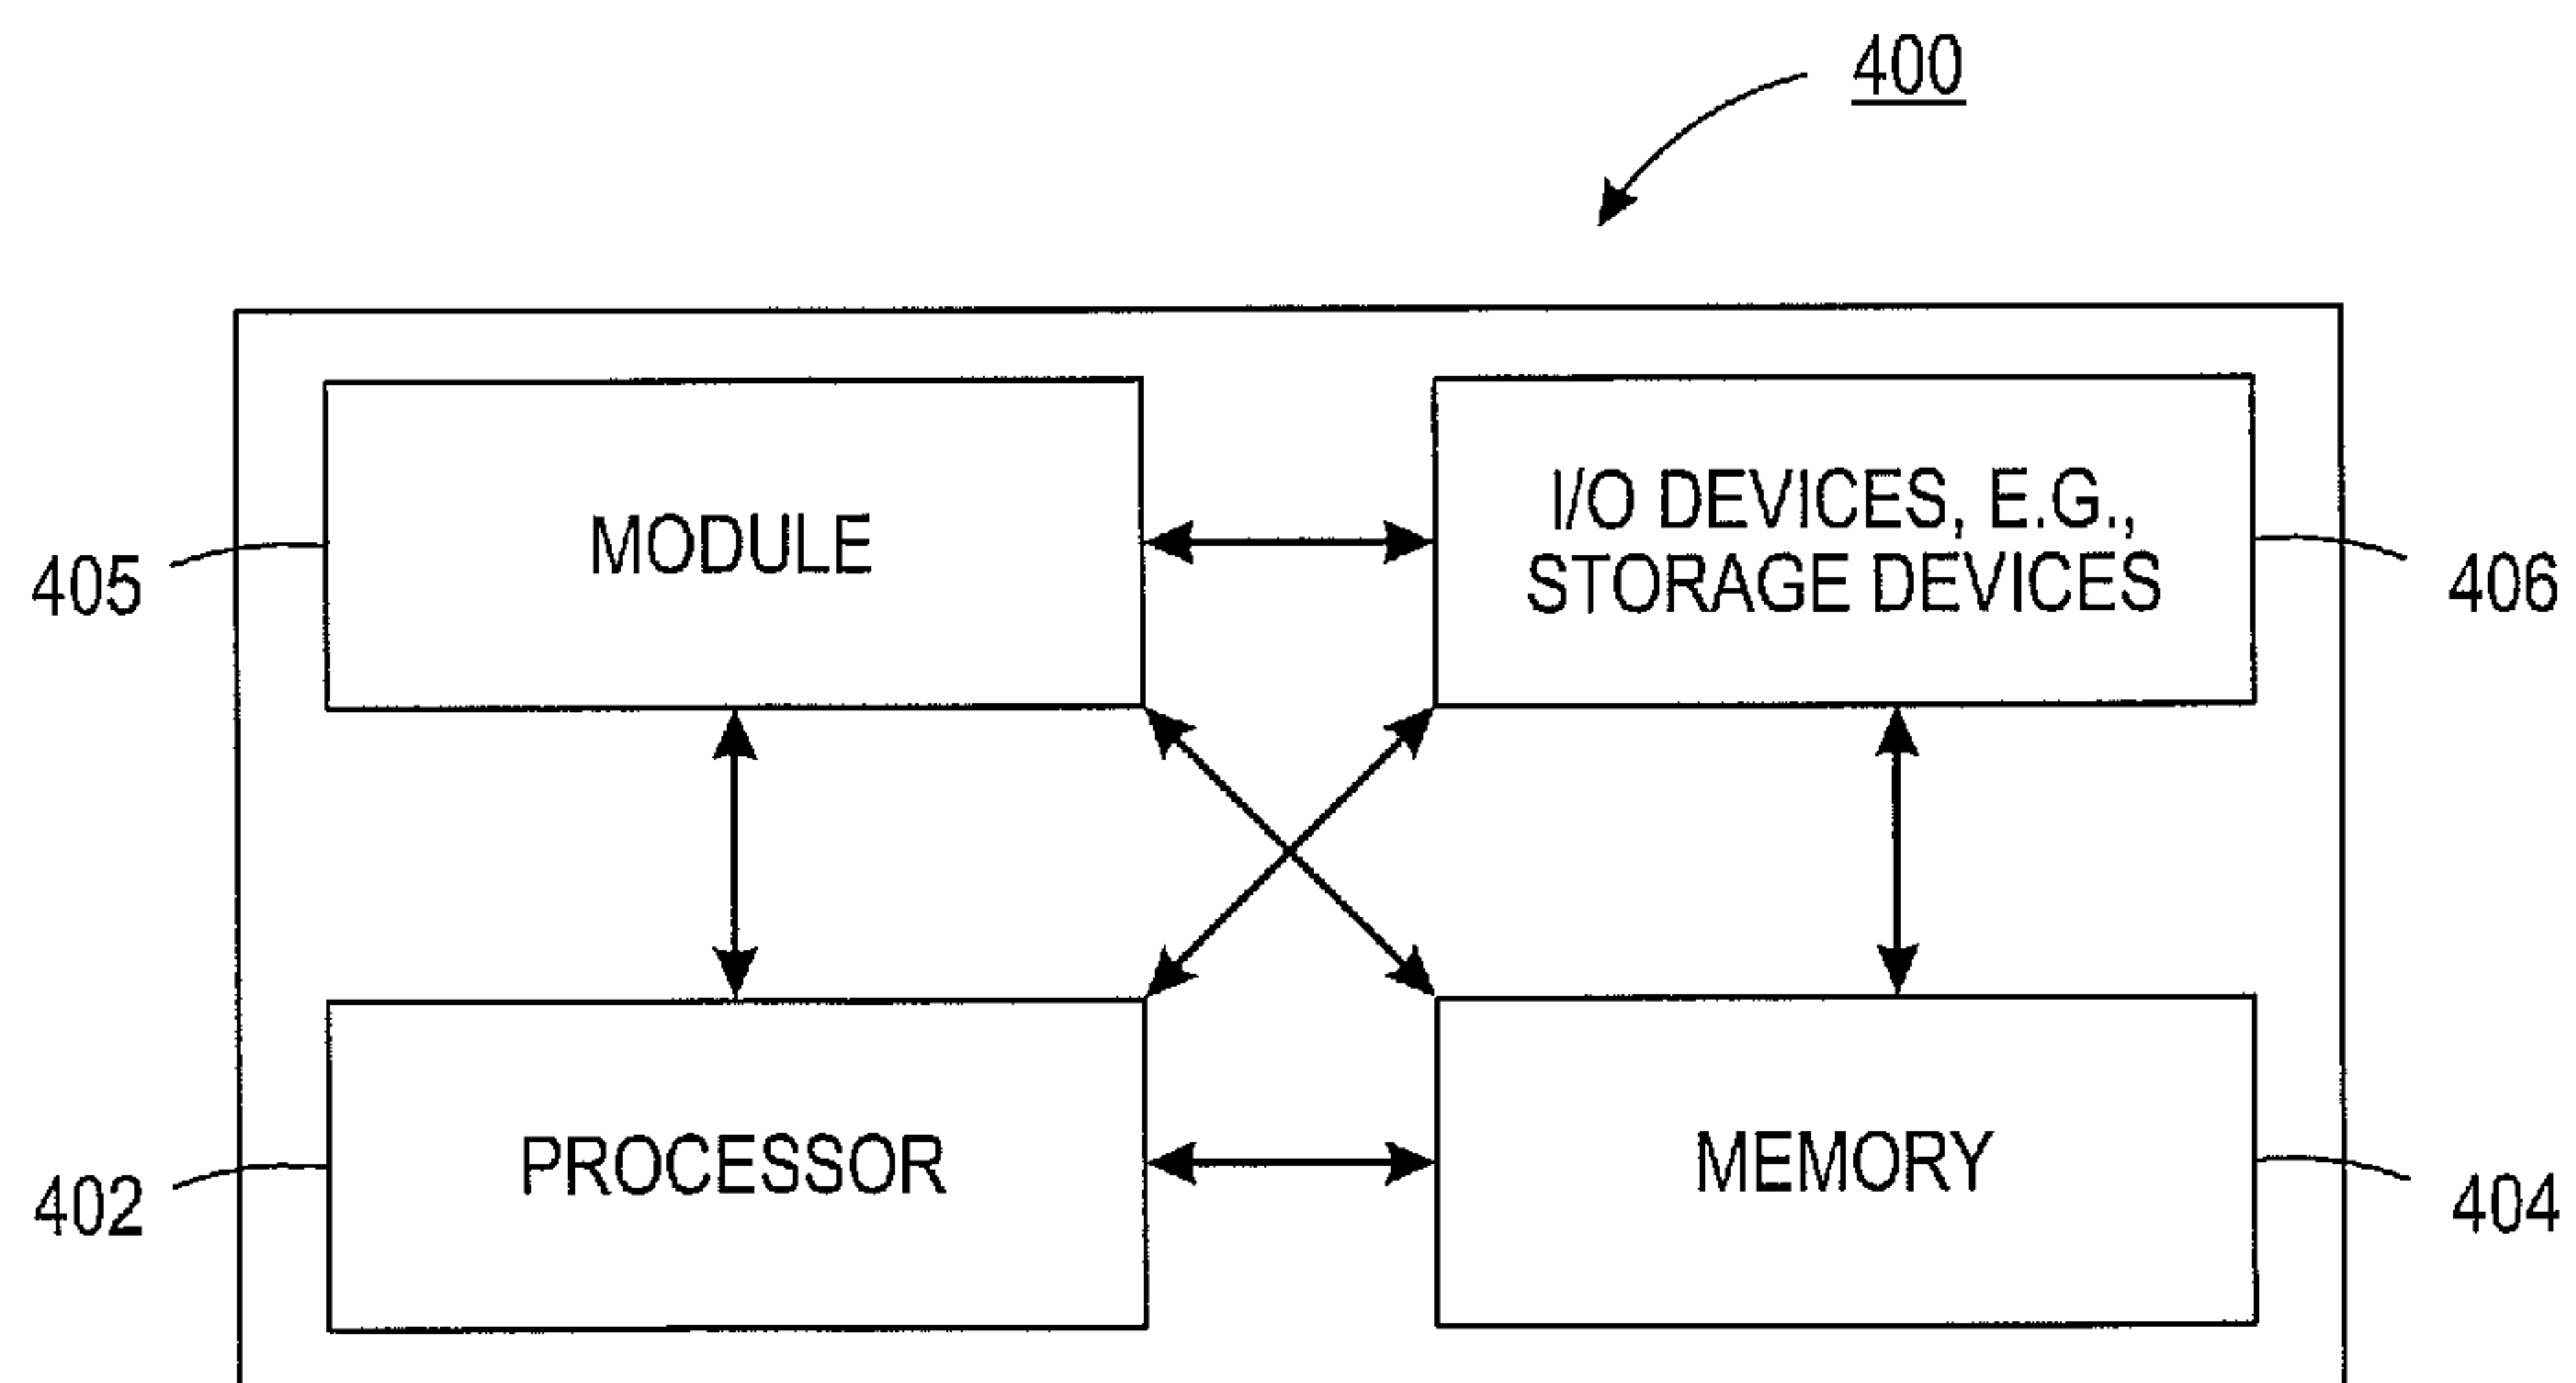 400
MODULE
I/O DEVICES, E.G.,
STORAGE DEVICES
405
406
PROCESSOR
MEMORY
402
404